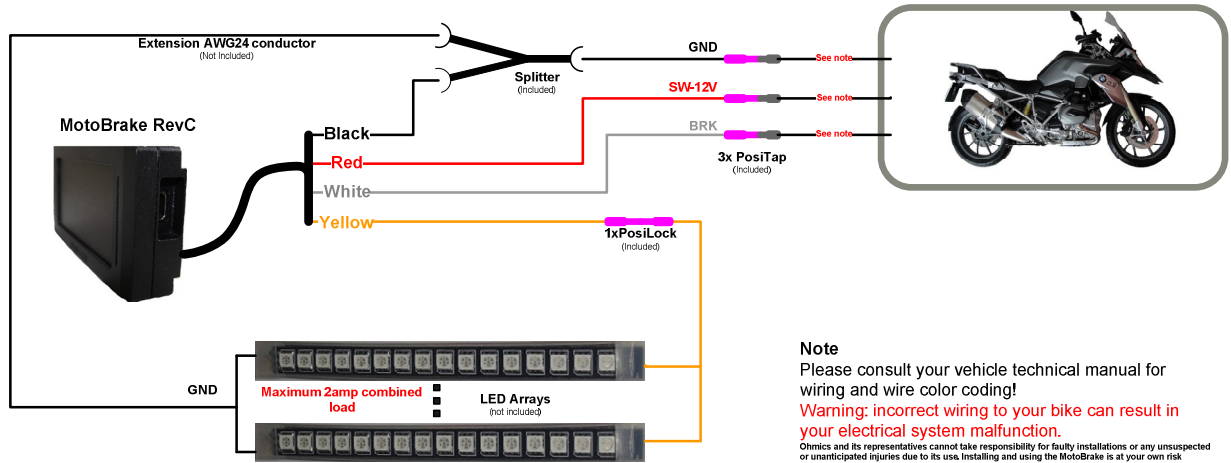 Extension AWG24 conductor
(Not Included)
Splitter
(Included)
GND
See note
SW-12V
See note
BRK
See note
3x PosiTap
(Included)
MotoBrake RevC
Black
Red
White
Yellow
1xPosiLock
(Included)
GND
Maximum 2amp combined
load
LED Arrays
(not included)
Note
Please consult your vehicle technical manual for
wiring and wire color coding!
Warning: incorrect wiring to your bike can result in
your electrical system malfunction.
Ohmics and its representatives cannot take responsibility for faulty installations or any unsuspected
or unanticipated injuries due to its use. Installing and using the MotoBrake is at your own risk